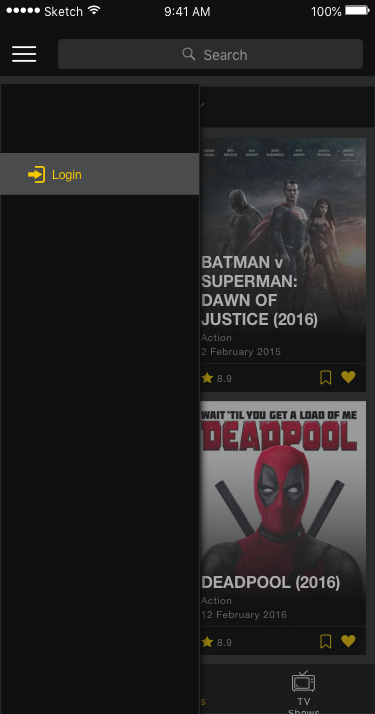 Sketch
9:41 AM
100%
Search
Login
BATMAN v
SUPERMAN:
DAWN OF
JUSTICE (2016)
Action
2 February 2015
8.9
WAIT 'TIL YOU GET A LOAD OF ME
DEADPOOL
DEADPOOL (2016)
Action
12 February 2016
8.9
s
TV
Shows